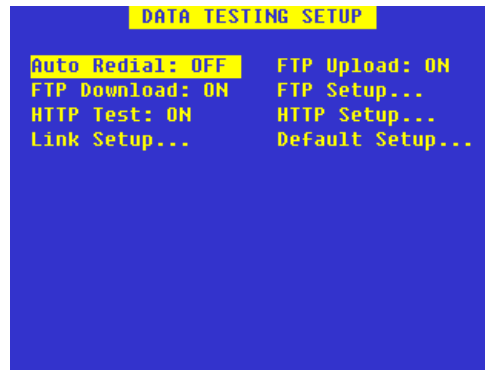 DATA TESTING SETUP
Auto Redial: OFF FTP Upload: ON
FTP Download: ON FTP Setup...
HTTP Test: ON HTTP Setup...
Link Setup... Default Setup...